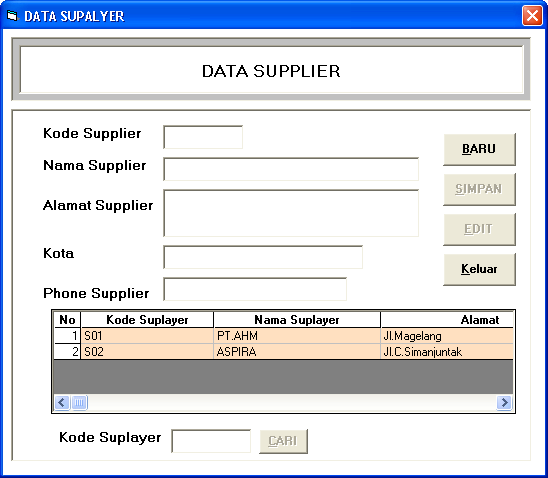 DATA SUPALYER
DATA SUPPLIER
Kode Supplier
BARU
Nama Supplier
SIMPAN
Alamat Supplier
EDIT
Kota
Keluar
Phone Supplier
No Kode Suplayer Nama Suplayer Alamat
1 S01 PT.AHM Jl.Magelang
2 S02 ASPIRA Jl.C.Simanjuntak
Kode Suplayer CARI